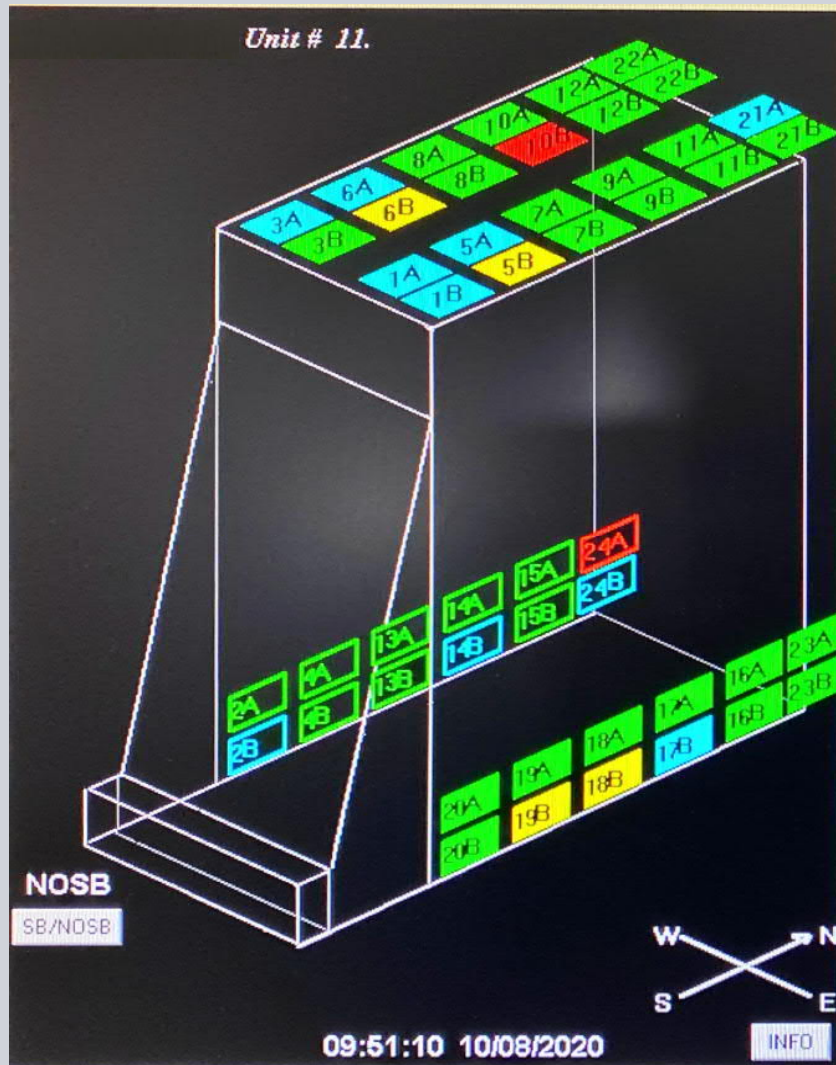 Unit # 11.
22A
22B
12A
12B
10A
10B
8A
8B
6A
6B
3A
3B
21A
21B
11A
11B
9A
9B
7A
7B
5A
5B
1A
1B
24A
24B
15A
15B
14A
14B
13A
13B
4A
4B
2A
2B
23A
23B
16A
16B
17A
17B
18A
18B
19A
19B
20A
20B
NOSB
SB/NOSB
W N
S E
09:51:10 10/08/2020
INFO